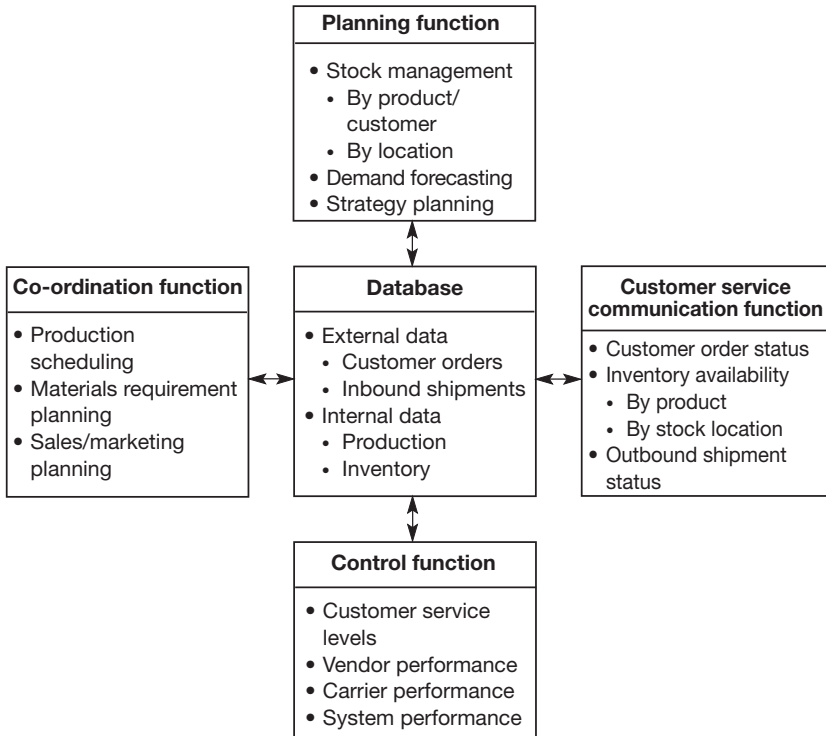 Planning function
• Stock management
• By product/
customer
• By location
• Demand forecasting
• Strategy planning
Co-ordination function
• Production
scheduling
• Materials requirement
planning
• Sales/marketing
planning
Database
• External data
• Customer orders
• Inbound shipments
• Internal data
• Production
• Inventory
Customer service
communication function
• Customer order status
• Inventory availability
• By product
• By stock location
• Outbound shipment
status
Control function
• Customer service
levels
• Vendor performance
• Carrier performance
• System performance